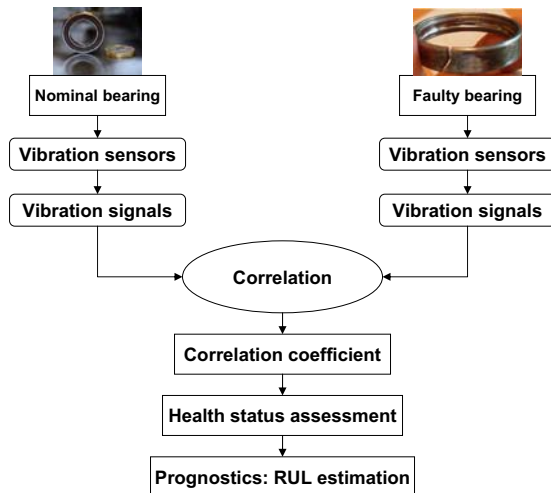 Nominal bearing
Faulty bearing
Vibration sensors
Vibration sensors
Vibration signals
Vibration signals
Correlation
Correlation coefficient
Health status assessment
Prognostics: RUL estimation